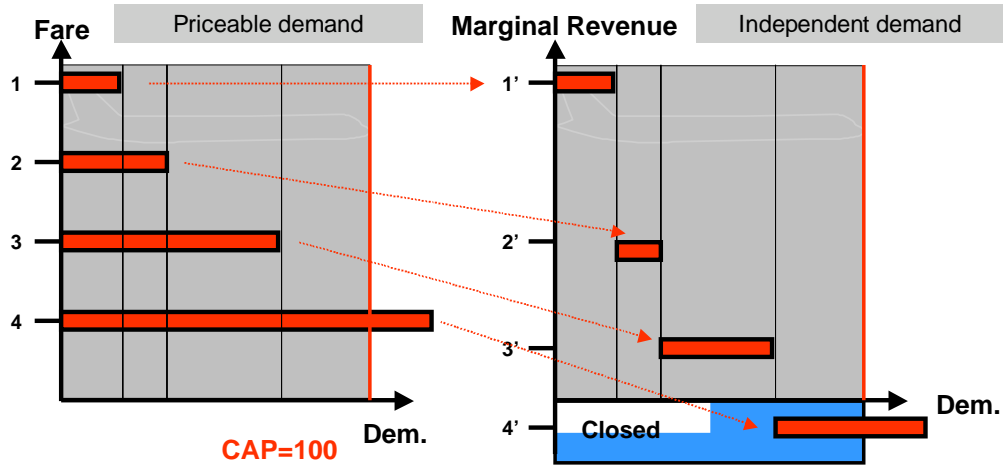 Fare
Priceable demand
Marginal Revenue
Independent demand
1
1’
2
2’
3
3’
4
4’
Dem.
Dem.
CAP=100
Closed